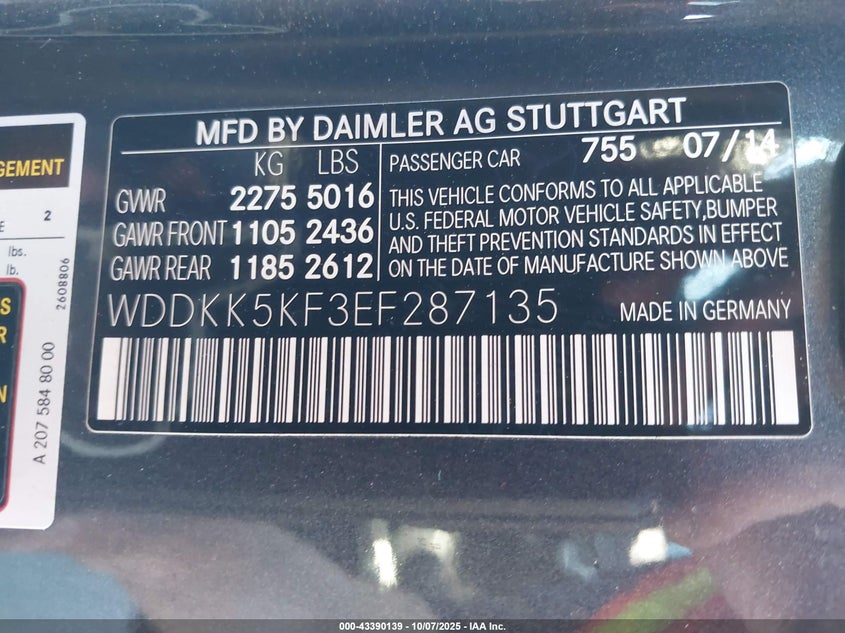 MFD BY DAIMLER AG STUTTGART
KG LBS
GVWR 2275 5016
GAWR FRONT 1105 2436
GAWR REAR 1185 2612
PASSENGER CAR 755 07/14
THIS VEHICLE CONFORMS TO ALL APPLICABLE
U.S. FEDERAL MOTOR VEHICLE SAFETY,BUMPER
AND THEFT PREVENTION STANDARDS IN EFFECT
ON THE DATE OF MANUFACTURE SHOWN ABOVE
WDDKK5KF3EF287135 MADE IN GERMANY
2
lbs.
lb.
2608806
A 207 584 80 00
000-43390139 - 10/07/2025 - IAA Inc.